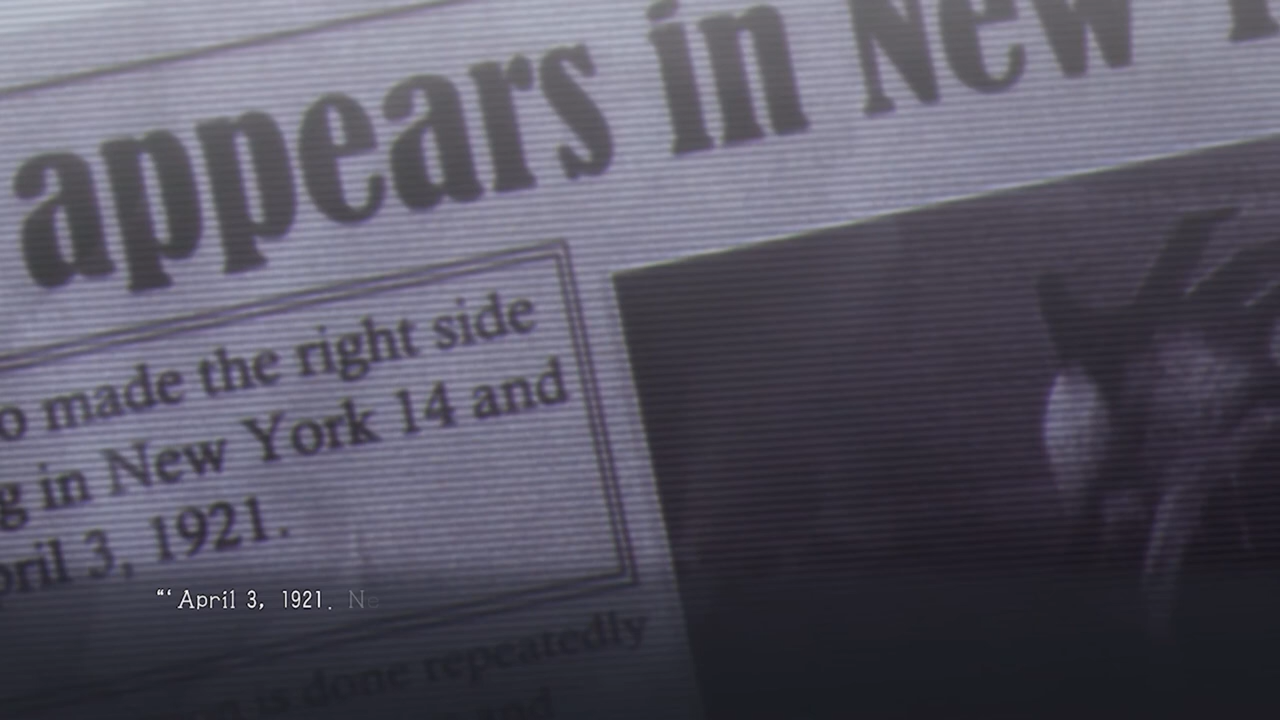 appears in New
made the right side
in New York 14 and
3, 1921.
“‘April 3, 1921. Ne
is done repeatedly
and